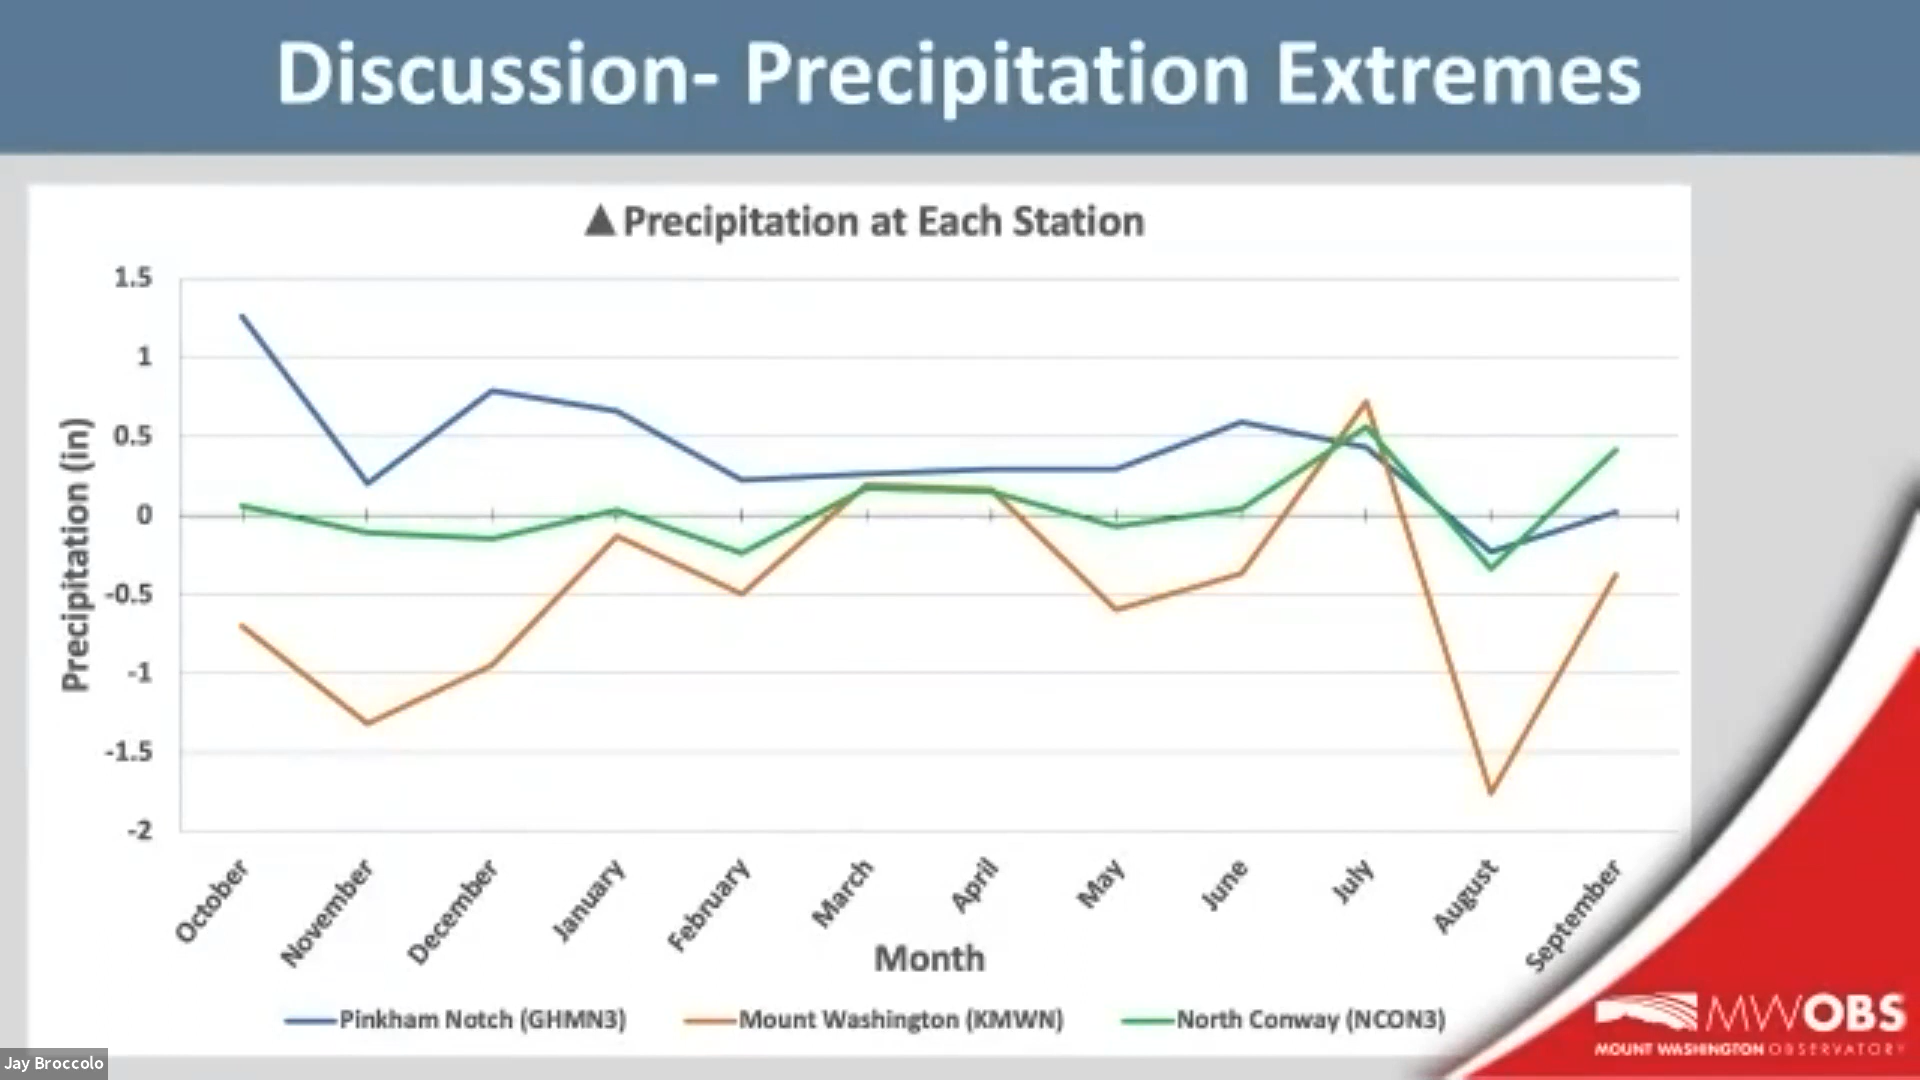 Discussion- Precipitation Extremes
▲Precipitation at Each Station
1.5
1
0.5
0
-0.5
-1
-1.5
-2
Precipitation (in)
October
November
December
January
February
March
April
May
June
July
August
September
Month
Pinkham Notch (GHMN3)
Mount Washington (KMWN)
North Conway (NCON3)
MWOBS
MOUNT WASHINGTON OBSERVATORY
Jay Broccolo